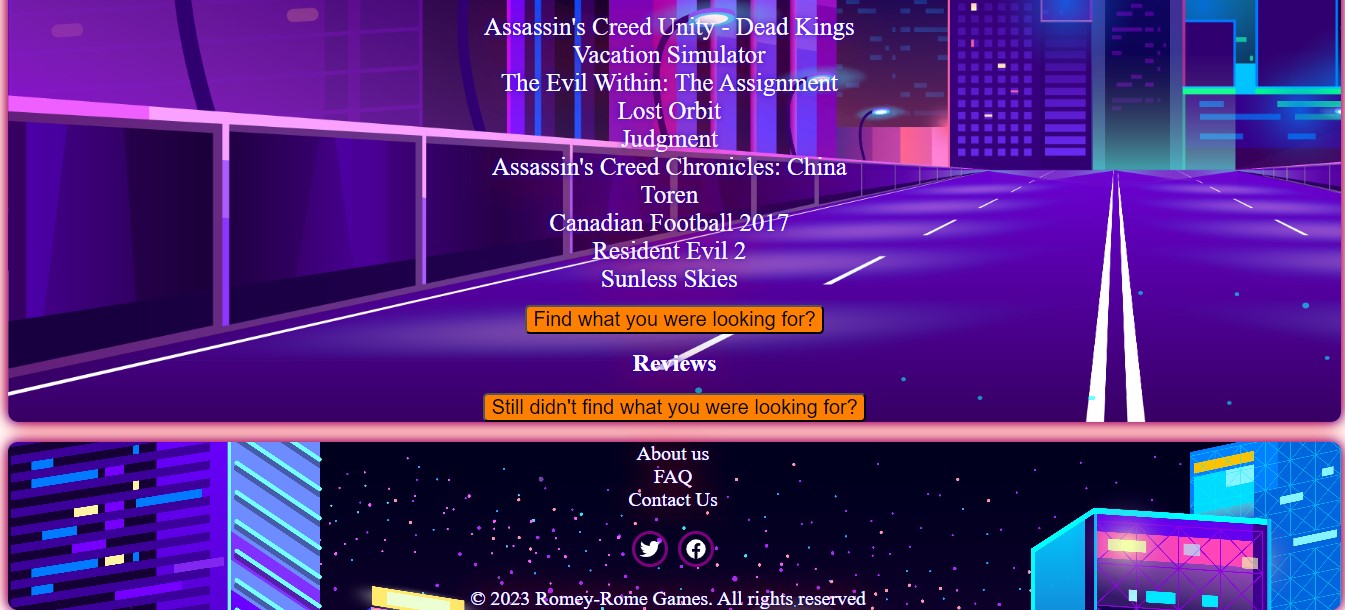 Assassin's Creed Unity - Dead Kings
Vacation Simulator
The Evil Within: The Assignment
Lost Orbit
Judgment
Assassin's Creed Chronicles: China
Toren
Canadian Football 2017
Resident Evil 2
Sunless Skies
Find what you were looking for?
Reviews
Still didn't find what you were looking for?
About us
FAQ
Contact Us
© 2023 Romey-Rome Games. All rights reserved